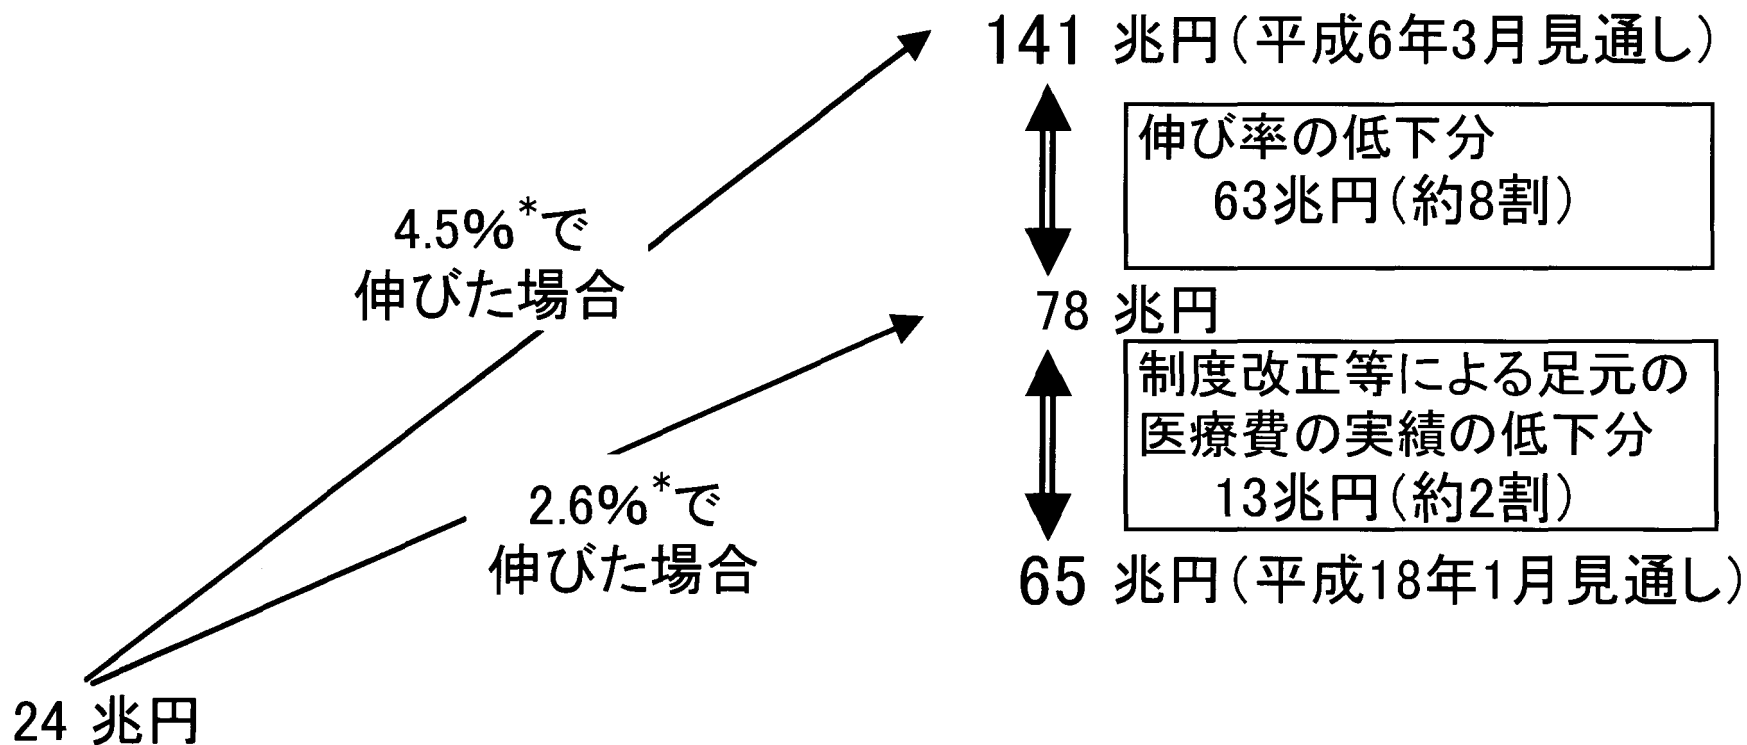 141 兆円(平成6年3月見通し)
伸び率の低下分
63兆円(約8割)
4.5%*で
伸びた場合
78 兆円
制度改正等による足元の
医療費の実績の低下分
13兆円(約2割)
2.6%*で
伸びた場合
65 兆円(平成18年1月見通し)
24 兆円